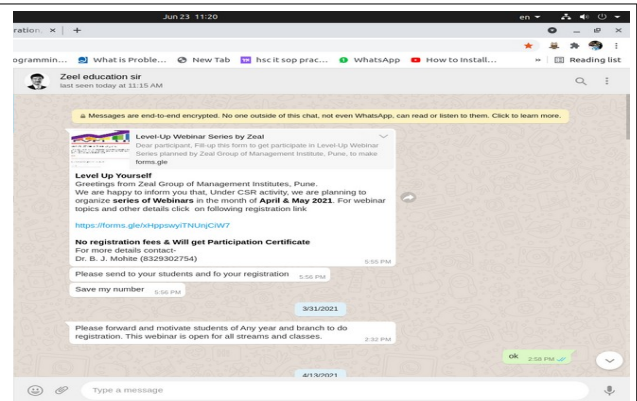 Jun 23 11:20
en
ration
ogrammin... What is Proble... New Tab hsc it sop prac... WhatsApp How to Install... » Reading list
Zeel education sir
last seen today at 11:15 AM
Messages are end-to-end encrypted. No one outside of this chat, not even WhatsApp, can read or listen to them. Click to learn more.
Level-Up Webinar Series by Zeal
Dear participant, Fill-up this form to get participate in Level-Up Webinar
Series planned by Zeal Group of Management Institute, Pune, to make
forms.gle
Level Up Yourself
Greetings from Zeal Group of Management Institutes, Pune.
We are happy to inform you that, Under CSR activity, we are planning to
organize series of Webinars in the month of April & May 2021. For webinar
topics and other details click on following registration link
https://forms.gle/xHppswyiTNUnjCiW7
No registration fees & Will get Participation Certificate
For more details contact-
Dr. B. J. Mohite (8329302754)
5:55 PM
Please send to your students and fo your registration 5:56 PM
Save my number 5:56 PM
3/31/2021
Please forward and motivate students of Any year and branch to do
registration. This webinar is open for all streams and classes. 2:32 PM
ok 2:58 PM
4/13/2021
Type a message